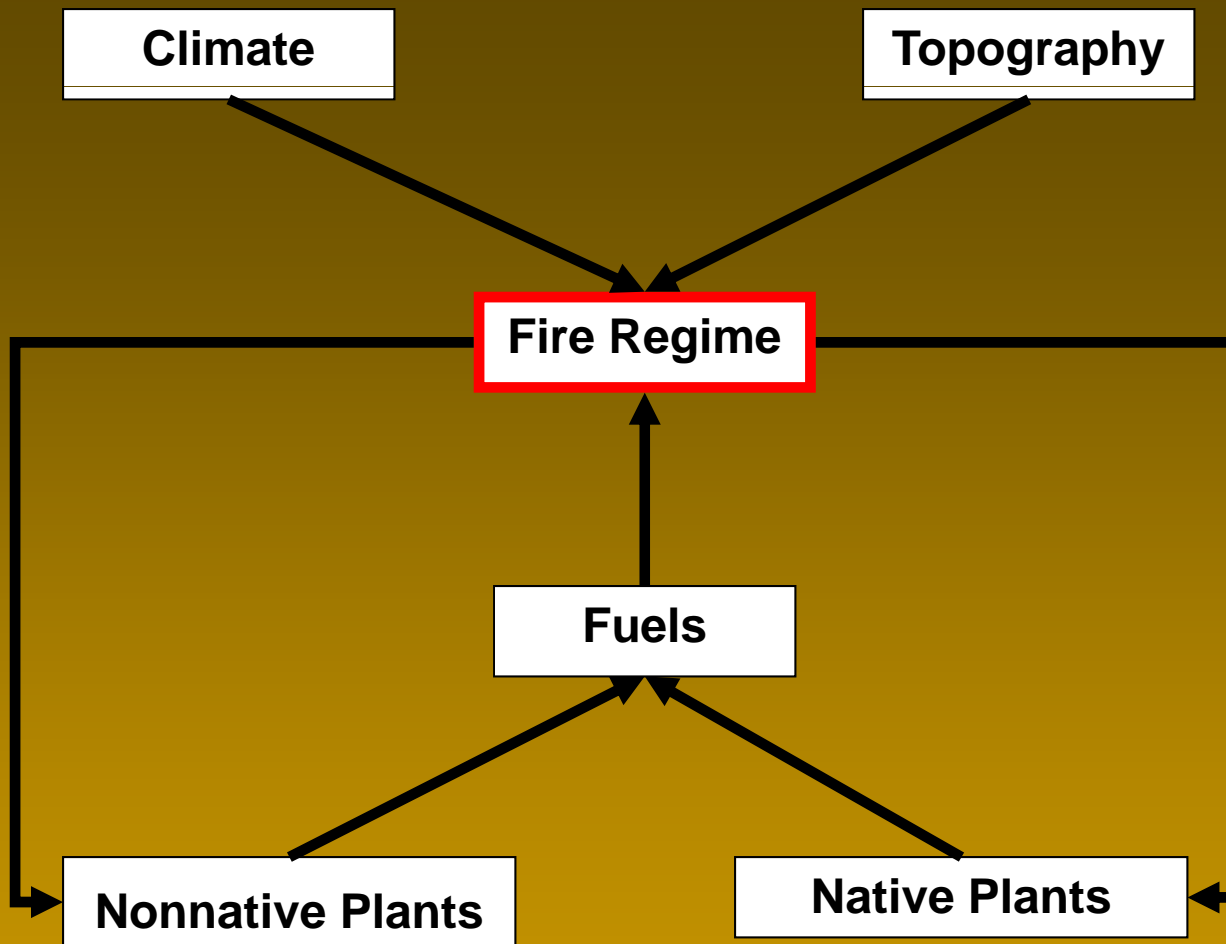 Climate
Topography
Fire Regime
Fuels
Nonnative Plants
Native Plants